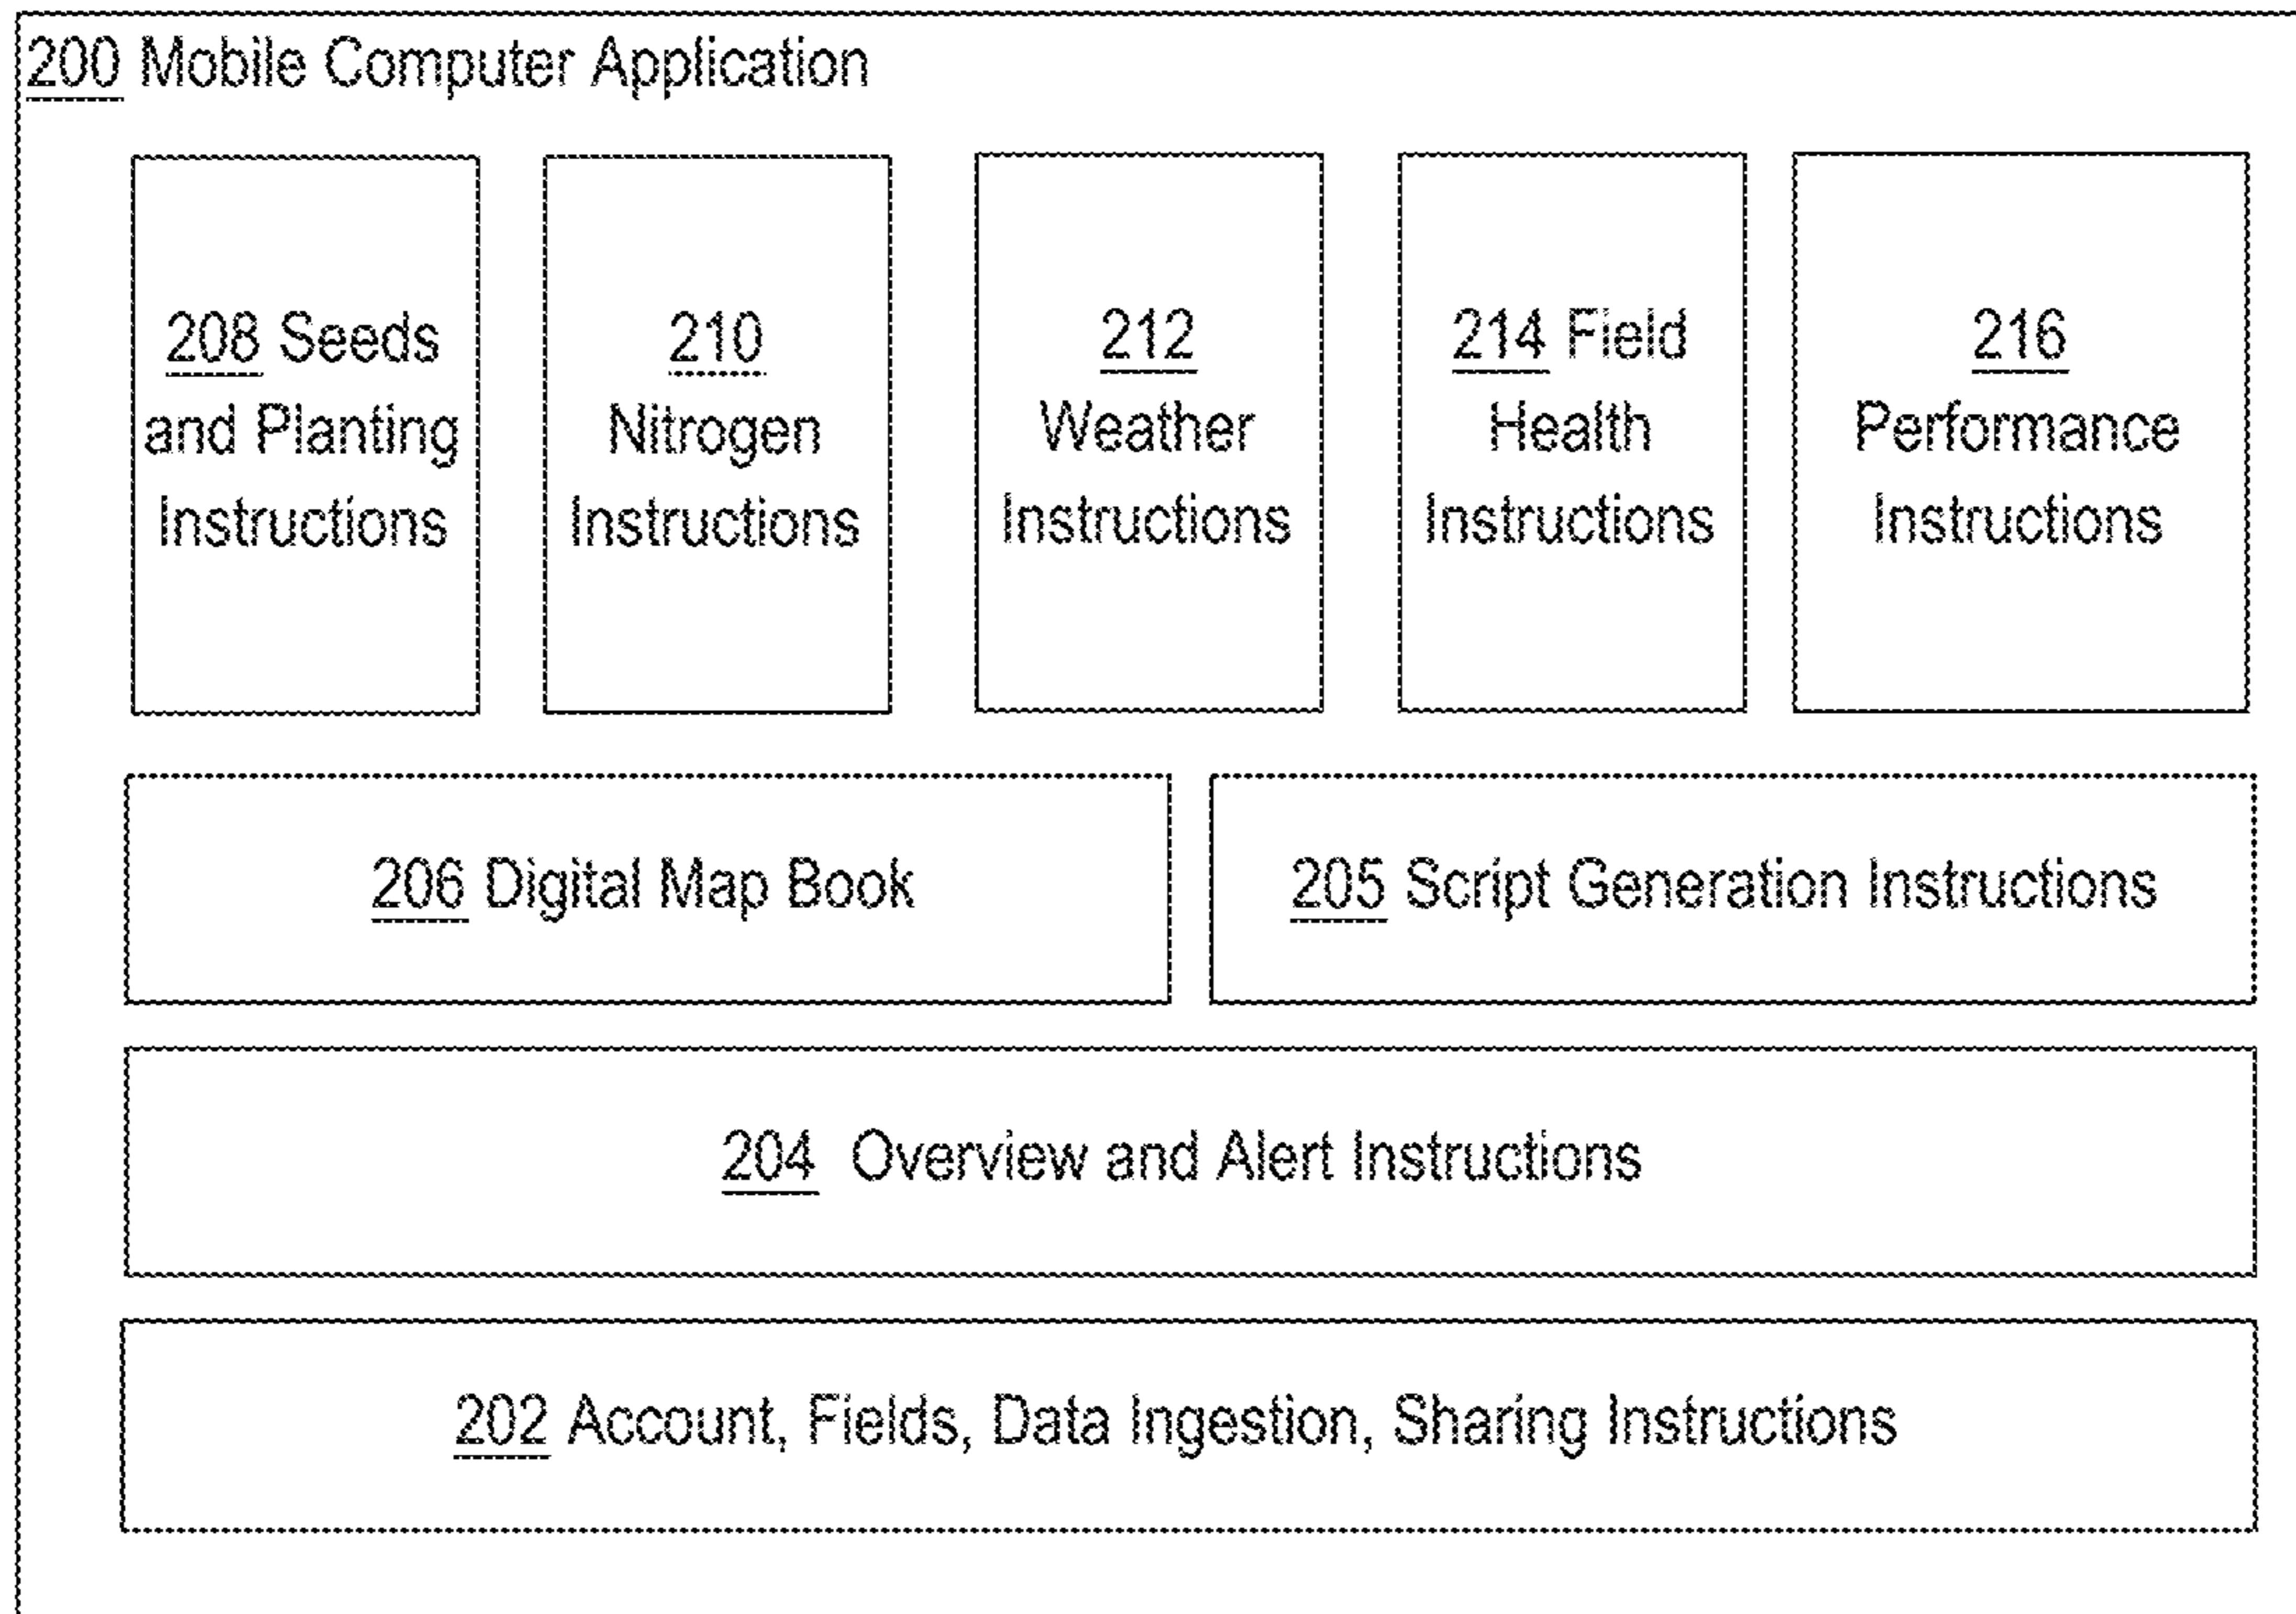 200 Mobile Computer Application
208 Seeds
and Planting
Instructions
210
Nitrogen
Instructions
212
Weather
Instructions
214 Field
Health
Instructions
216
Performance
Instructions
206 Digital Map Book
205 Script Generation Instructions
204 Overview and Alert Instructions
202 Account, Fields, Data Ingestion, Sharing Instructions